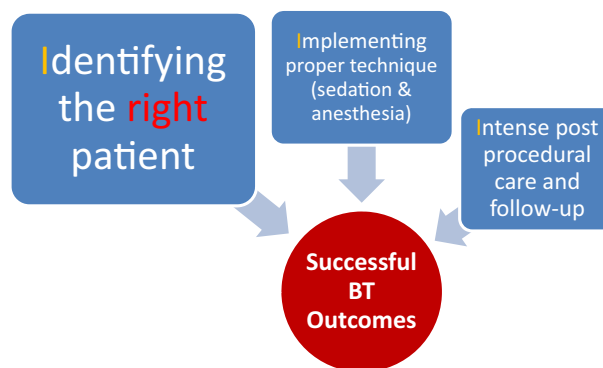 Identifying
the right
patient
Implementing
proper technique
(sedation &
anesthesia)
Intense post
procedural
care and
follow-up
Successful
BT
Outcomes